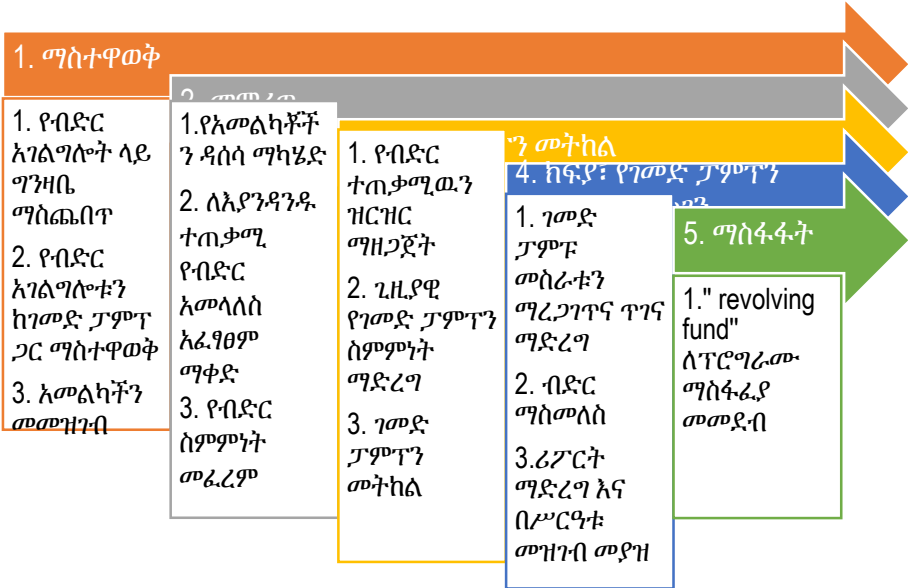 1. ማስተዋወቅ
1. የብድር
አገልግሎት ላይ
ግንዛቤ
ማስጨበጥ
2. የብድር
አገልግሎቱን
ከገመድ ፓምፕ
ጋር ማስተዋወቅ
3. አመልካችን
መመዝገብ
2.
1.የአመልካቾች
ን ዳሰሳ ማካሄድ
2. ለእያንዳንዱ
ተጠቃሚ
የብድር
አመላለስ
አፈፃፀም
ማቀድ
3. የብድር
ስምምነት
መፈረም
መትከል
1. የብድር
ተጠቃሚዉን
ዝርዝር
ማዘጋጀት
2. ጊዚያዊ
የገመድ ፓምፕን
ስምምነት
ማድረግ
3. ገመድ
ፓምፕን
መትከል
4. ክፍያ፣ የገመድ ፓምፕን
1. ገመድ
ፓምፑ
መስራቱን
ማረጋገጥና ጥገና
ማድረግ
2. ብድር
ማስመለስ
3.ሪፖርት
ማድረግ እና
በሥርዓቱ
መዝገብ መያዝ
5. ማስፋፋት
1." revolving
fund"
ለፕሮግራሙ
ማስፋፊያ
መመደብ